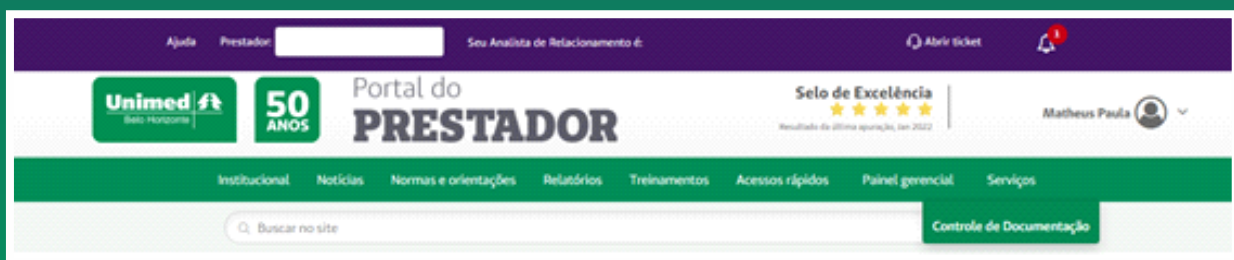 Ajuda Prestador: Seu Analista de Relacionamento é: Abrir ticket 1
Unimed
Belo Horizonte
50
ANOS
Portal do
PRESTADOR
Selo de Excelência
Resultado da última apuração, Jan 2022
Matheus Paula
Institucional Notícias Normas e orientações Relatórios Treinamentos Acessos rápidos Painel gerencial Serviços
Buscar no site
Controle de Documentação